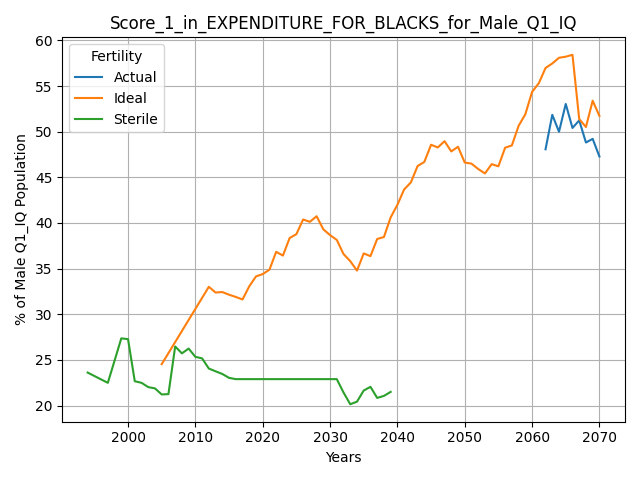 Score_1_in_EXPENDITURE_FOR_BLACKS_for_Male_Q1_IQ
Fertility
Actual
Ideal
Sterile
% of Male Q1_IQ Population
60
55
50
45
40
35
30
25
20
2000 2010 2020 2030 2040 2050 2060 2070
Years